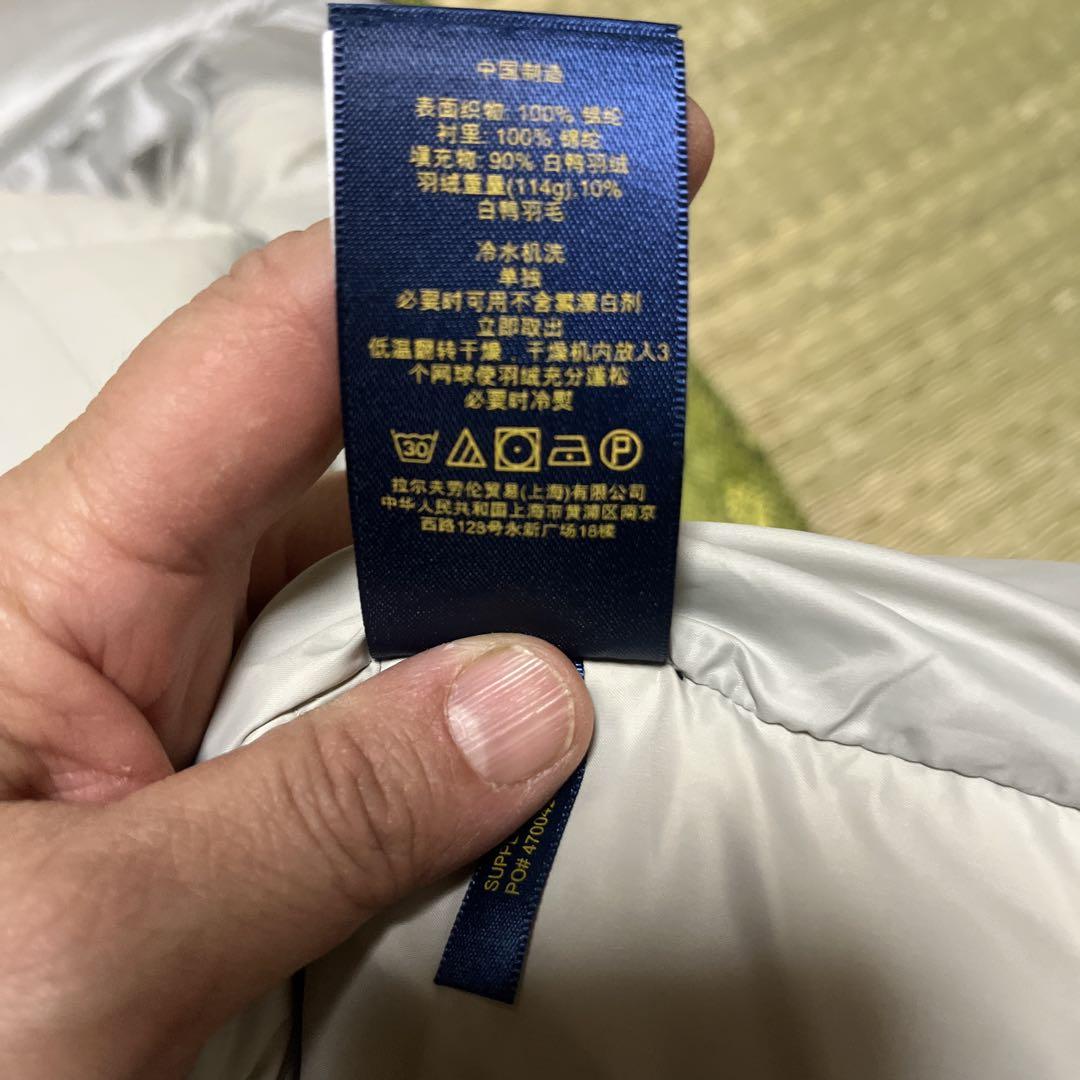 中国制造
表面织物: 100% 锦纶
衬里: 100% 锦纶
填充物: 90% 白鸭羽绒
羽绒重量(114g).10%
白鸭羽毛
冷水机洗
单独
必要时可用不含氯漂白剂
立即取出
低温翻转干燥．干燥机内放入3
个网球使羽绒充分蓬松
必要时冷熨
30
P
拉尔夫劳伦贸易(上海)有限公司
中华人民共和国上海市黄浦区南京
西路128号永新广场18楼
PO#